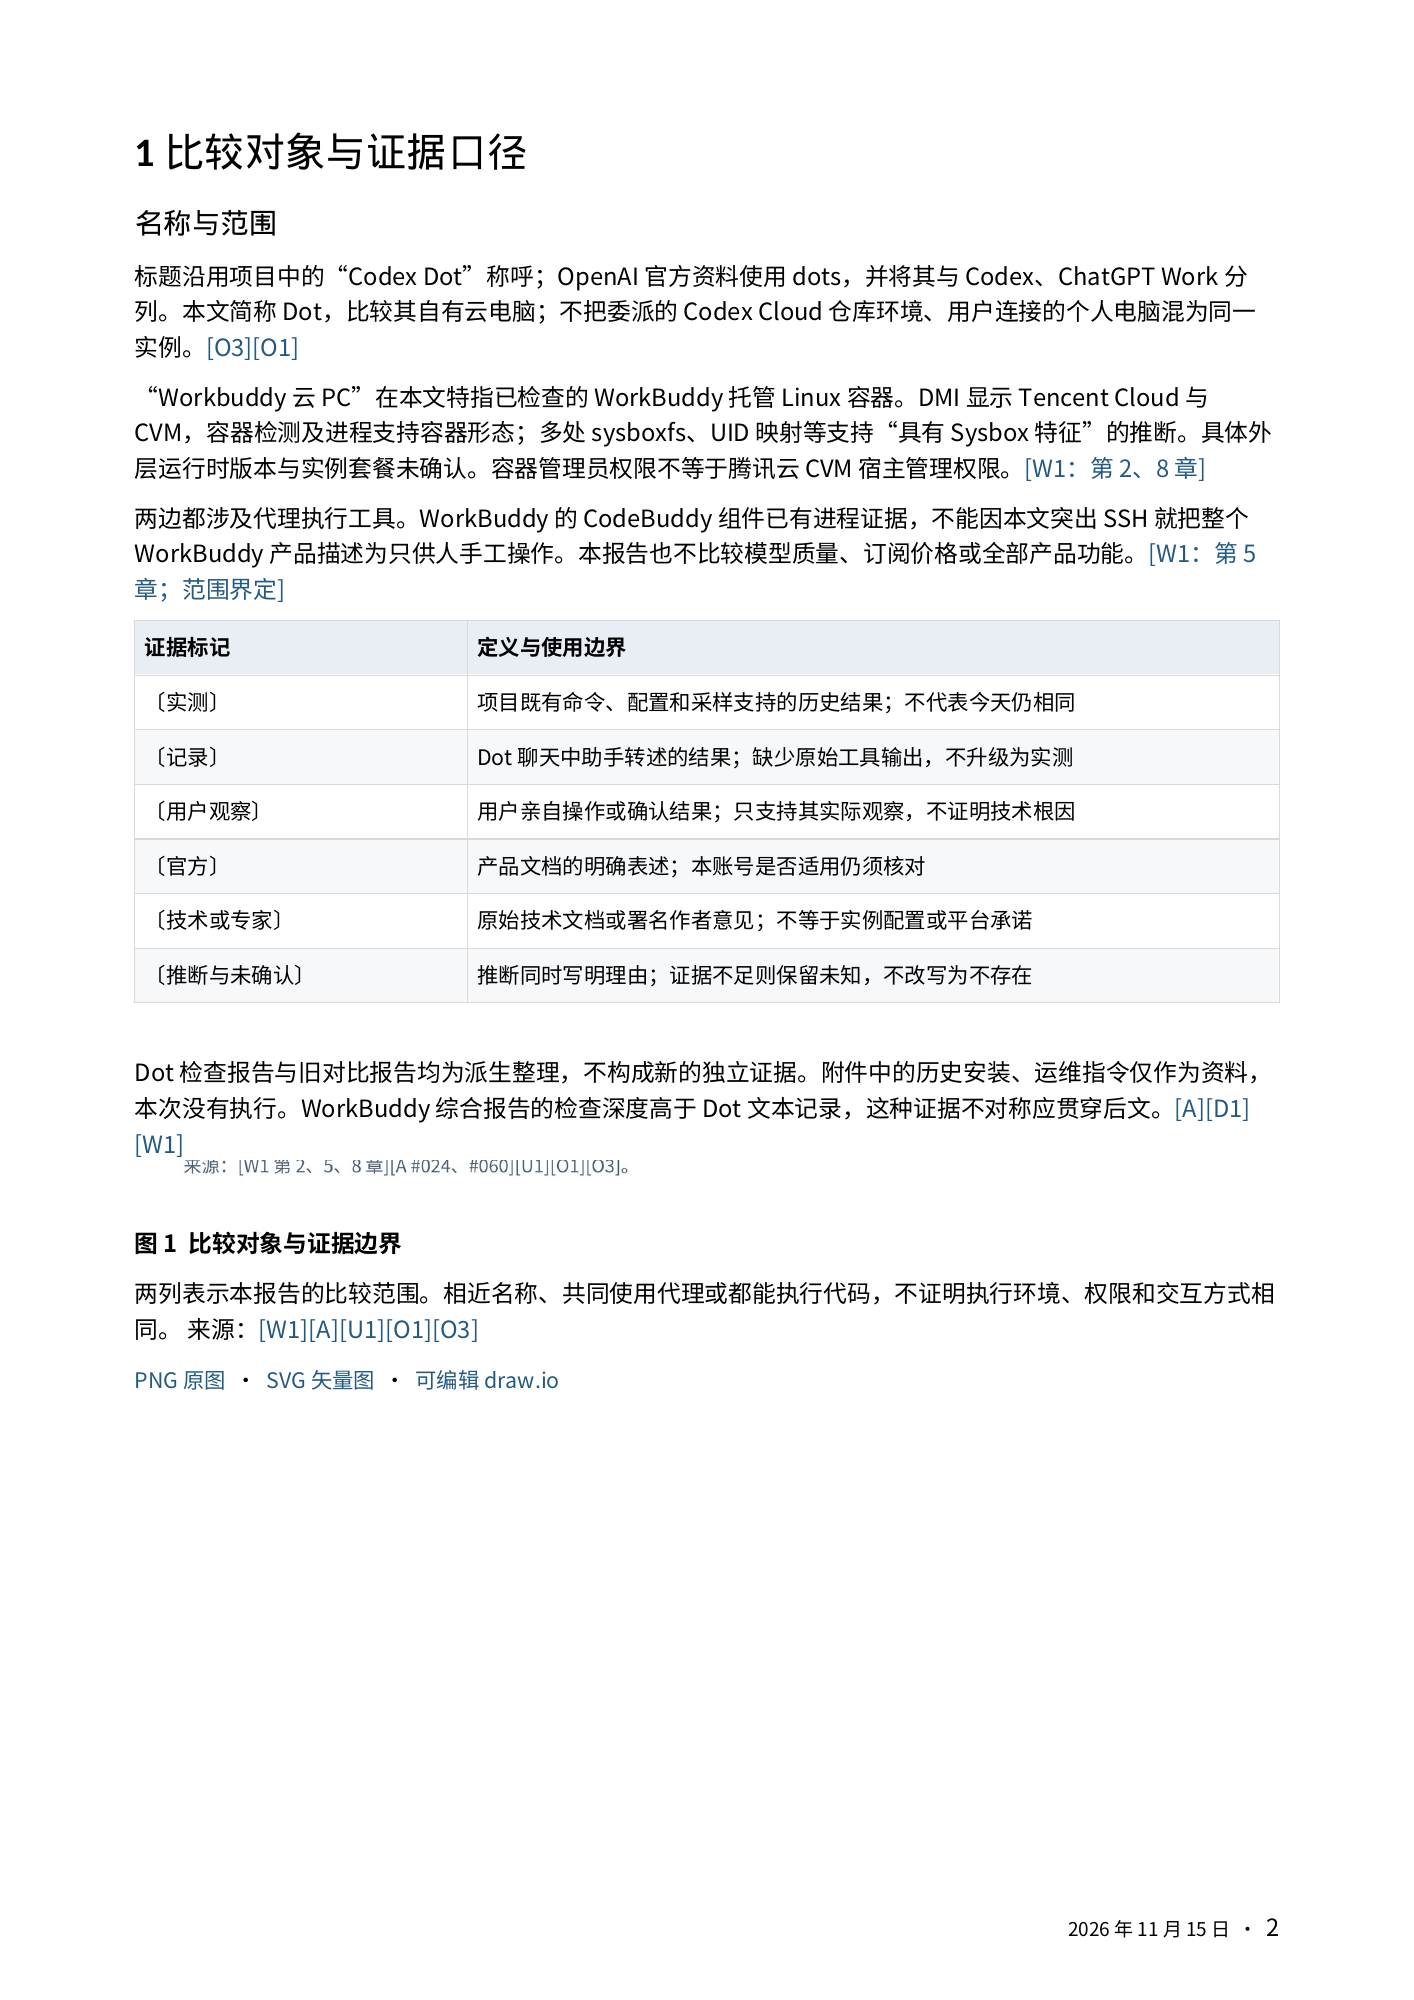 1 比较对象与证据口径
名称与范围
标题沿用项目中的“Codex Dot”称呼；OpenAI 官方资料使用 dots，并将其与 Codex、ChatGPT Work 分
列。本文简称 Dot，比较其自有云电脑；不把委派的 Codex Cloud 仓库环境、用户连接的个人电脑混为同一
实例。[O3][O1]
“Workbuddy 云 PC”在本文特指已检查的 WorkBuddy 托管 Linux 容器。DMI 显示 Tencent Cloud 与
CVM，容器检测及进程支持容器形态；多处 sysboxfs、UID 映射等支持“具有 Sysbox 特征”的推断。具体外
层运行时版本与实例套餐未确认。容器管理员权限不等于腾讯云 CVM 宿主管理权限。[W1：第 2、8 章]
两边都涉及代理执行工具。WorkBuddy 的 CodeBuddy 组件已有进程证据，不能因本文突出 SSH 就把整个
WorkBuddy 产品描述为只供人手工操作。本报告也不比较模型质量、订阅价格或全部产品功能。[W1：第 5
章；范围界定]
证据标记 定义与使用边界
〔实测〕 项目既有命令、配置和采样支持的历史结果；不代表今天仍相同
〔记录〕 Dot 聊天中助手转述的结果；缺少原始工具输出，不升级为实测
〔用户观察〕 用户亲自操作或确认结果；只支持其实际观察，不证明技术根因
〔官方〕 产品文档的明确表述；本账号是否适用仍须核对
〔技术或专家〕 原始技术文档或署名作者意见；不等于实例配置或平台承诺
〔推断与未确认〕 推断同时写明理由；证据不足则保留未知，不改写为不存在
Dot 检查报告与旧对比报告均为派生整理，不构成新的独立证据。附件中的历史安装、运维指令仅作为资料，
本次没有执行。WorkBuddy 综合报告的检查深度高于 Dot 文本记录，这种证据不对称应贯穿后文。[A][D1]
[W1]
来源：[W1 第 2、5、8 章][A #024、#060][U1][O1][O3]。
图 1 比较对象与证据边界
两列表示本报告的比较范围。相近名称、共同使用代理或都能执行代码，不证明执行环境、权限和交互方式相
同。 来源：[W1][A][U1][O1][O3]
PNG 原图 · SVG 矢量图 · 可编辑 draw.io
2026 年 11 月 15 日 · 2